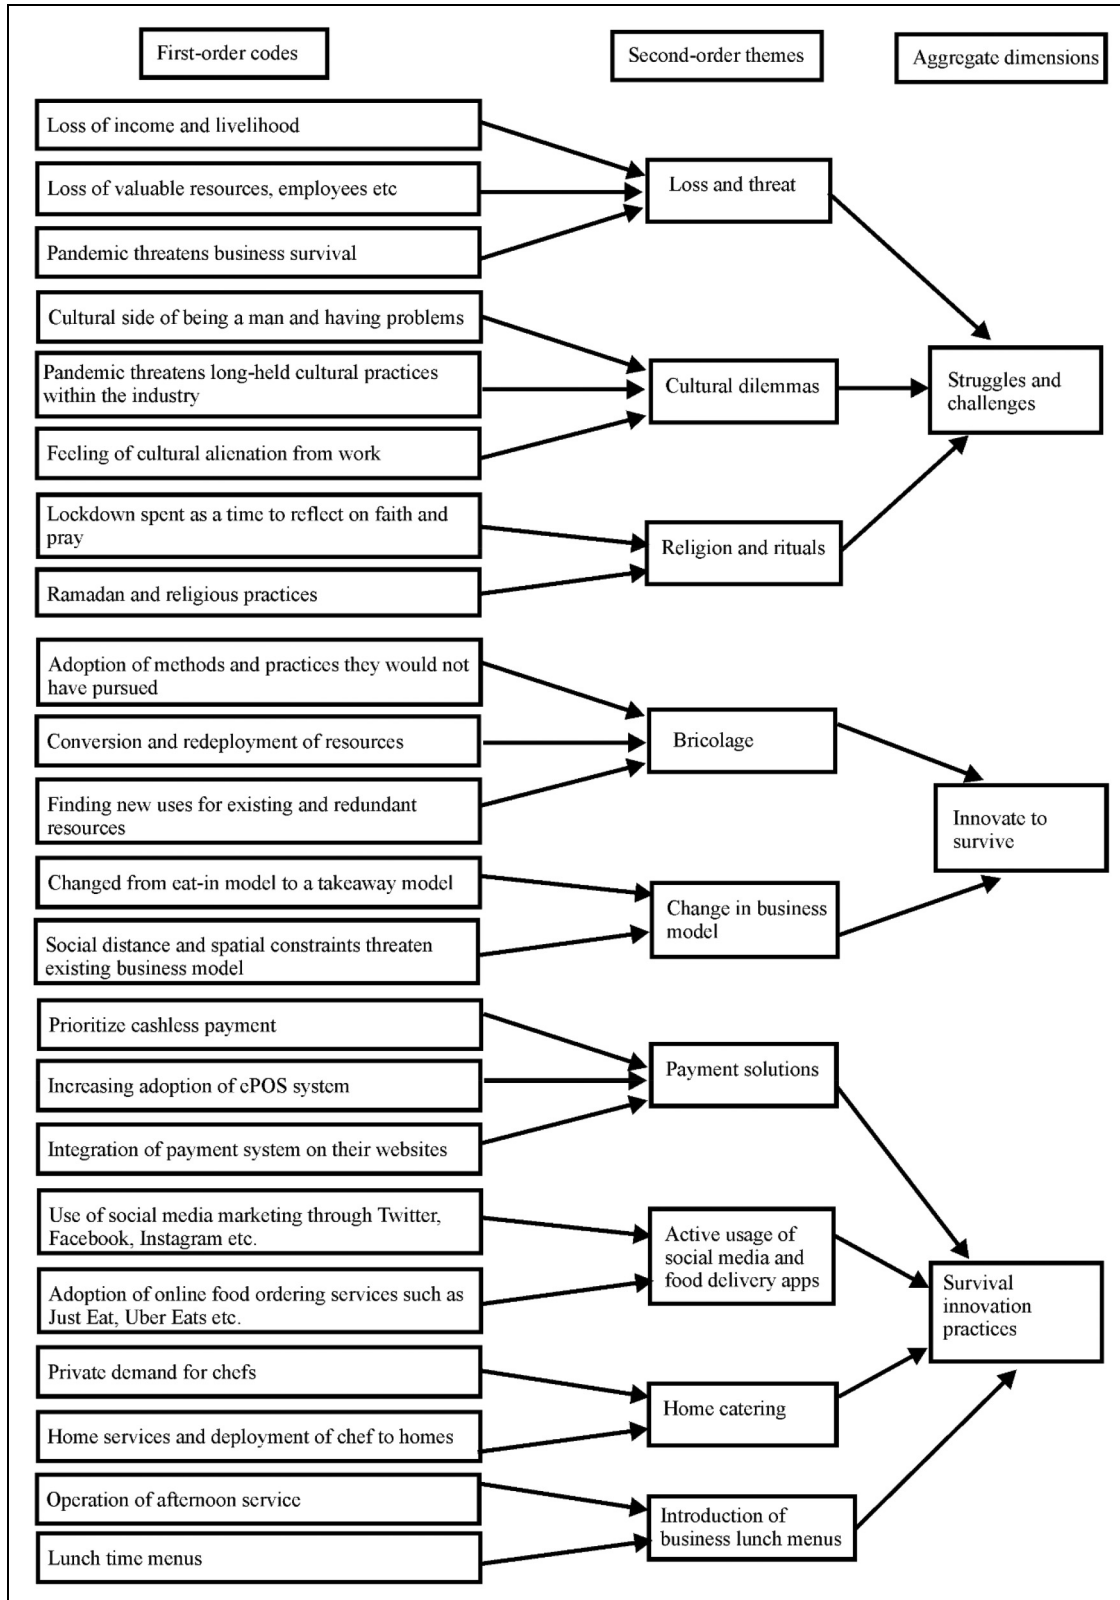 First-order codes
Second-order themes
Aggregate dimensions
Loss of income and livelihood
Loss of valuable resources, employees etc
Pandemic threatens business survival
Loss and threat
Cultural side of being a man and having problems
Pandemic threatens long-held cultural practices
within the industry
Feeling of cultural alienation from work
Cultural dilemmas
Lockdown spent as a time to reflect on faith and
pray
Ramadan and religious practices
Religion and rituals
Struggles and
challenges
Adoption of methods and practices they would not
have pursued
Conversion and redeployment of resources
Finding new uses for existing and redundant
resources
Bricolage
Changed from eat-in model to a takeaway model
Social distance and spatial constraints threaten
existing business model
Change in business
model
Innovate to
survive
Prioritize cashless payment
Increasing adoption of ePOS system
Integration of payment system on their websites
Payment solutions
Use of social media marketing through Twitter,
Facebook, Instagram etc.
Adoption of online food ordering services such as
Just Eat, Uber Eats etc.
Active usage of
social media and
food delivery apps
Private demand for chefs
Home services and deployment of chef to homes
Home catering
Operation of afternoon service
Lunch time menus
Introduction of
business lunch menus
Survival
innovation
practices